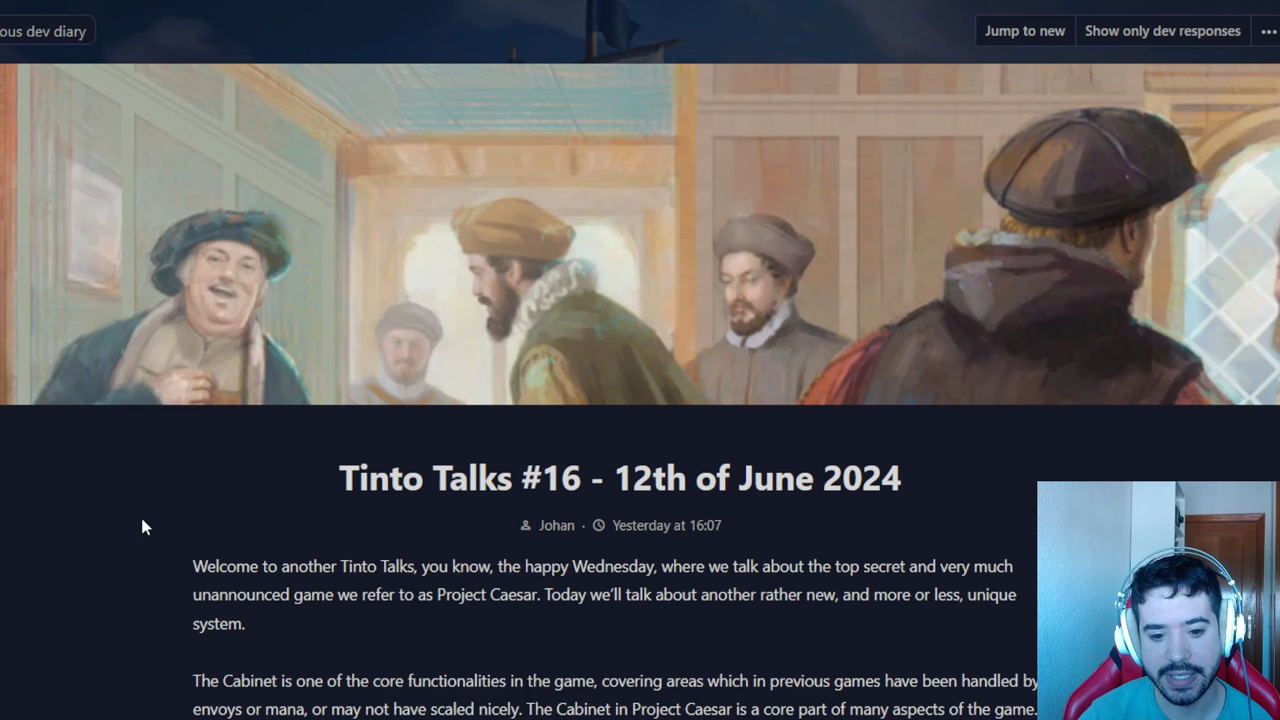 ous dev diary
Jump to new
Show only dev responses
Tinto Talks #16 - 12th of June 2024
Johan · Yesterday at 16:07
Welcome to another Tinto Talks, you know, the happy Wednesday, where we talk about the top secret and very much
unannounced game we refer to as Project Caesar. Today we'll talk about another rather new, and more or less, unique
system.
The Cabinet is one of the core functionalities in the game, covering areas which in previous games have been handled by
envoys or mana, or may not have scaled nicely. The Cabinet in Project Caesar is a core part of many aspects of the game.